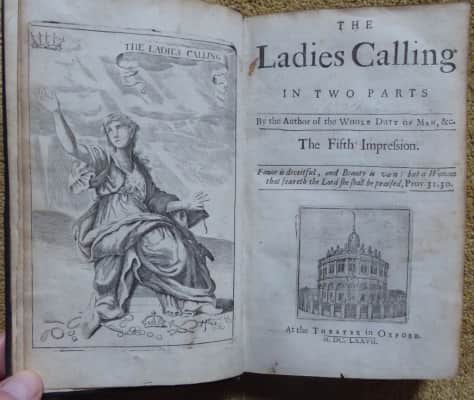 THE LADIES CALLING
THE
Ladies Calling
IN TWO PARTS
By the Author of the WHOLE DUTY OF MAN, &c.
The Fifth Impression.
Favor is deceitful, and Beauty is vain: but a Woman
that feareth the Lord she shall be praised, Prov. 31.30.
At the THEATER in OXFORD.
M. DC. LXXVII.